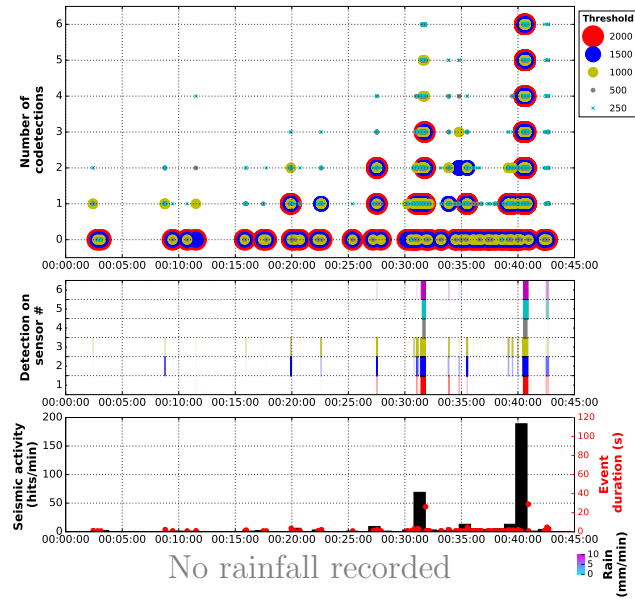 Number of
codetections
6
5
4
3
2
1
0
00:00:00 00:05:00 00:10:00 00:15:00 00:20:00 00:25:00 00:30:00 00:35:00 00:40:00 00:45:00
Threshold
2000
1500
1000
500
250
Detection on
sensor #
6
5
4
3
2
1
00:00:00 00:05:00 00:10:00 00:15:00 00:20:00 00:25:00 00:30:00 00:35:00 00:40:00 00:45:00
Seismic activity
(hits/min)
200
150
100
50
0
120
100
80
60
40
20
0
Event
duration (s)
00:00:00 00:05:00 00:10:00 00:15:00 00:20:00 00:25:00 00:30:00 00:35:00 00:40:00 00:45:00
No rainfall recorded
10
5
0
Rain
(mm/min)